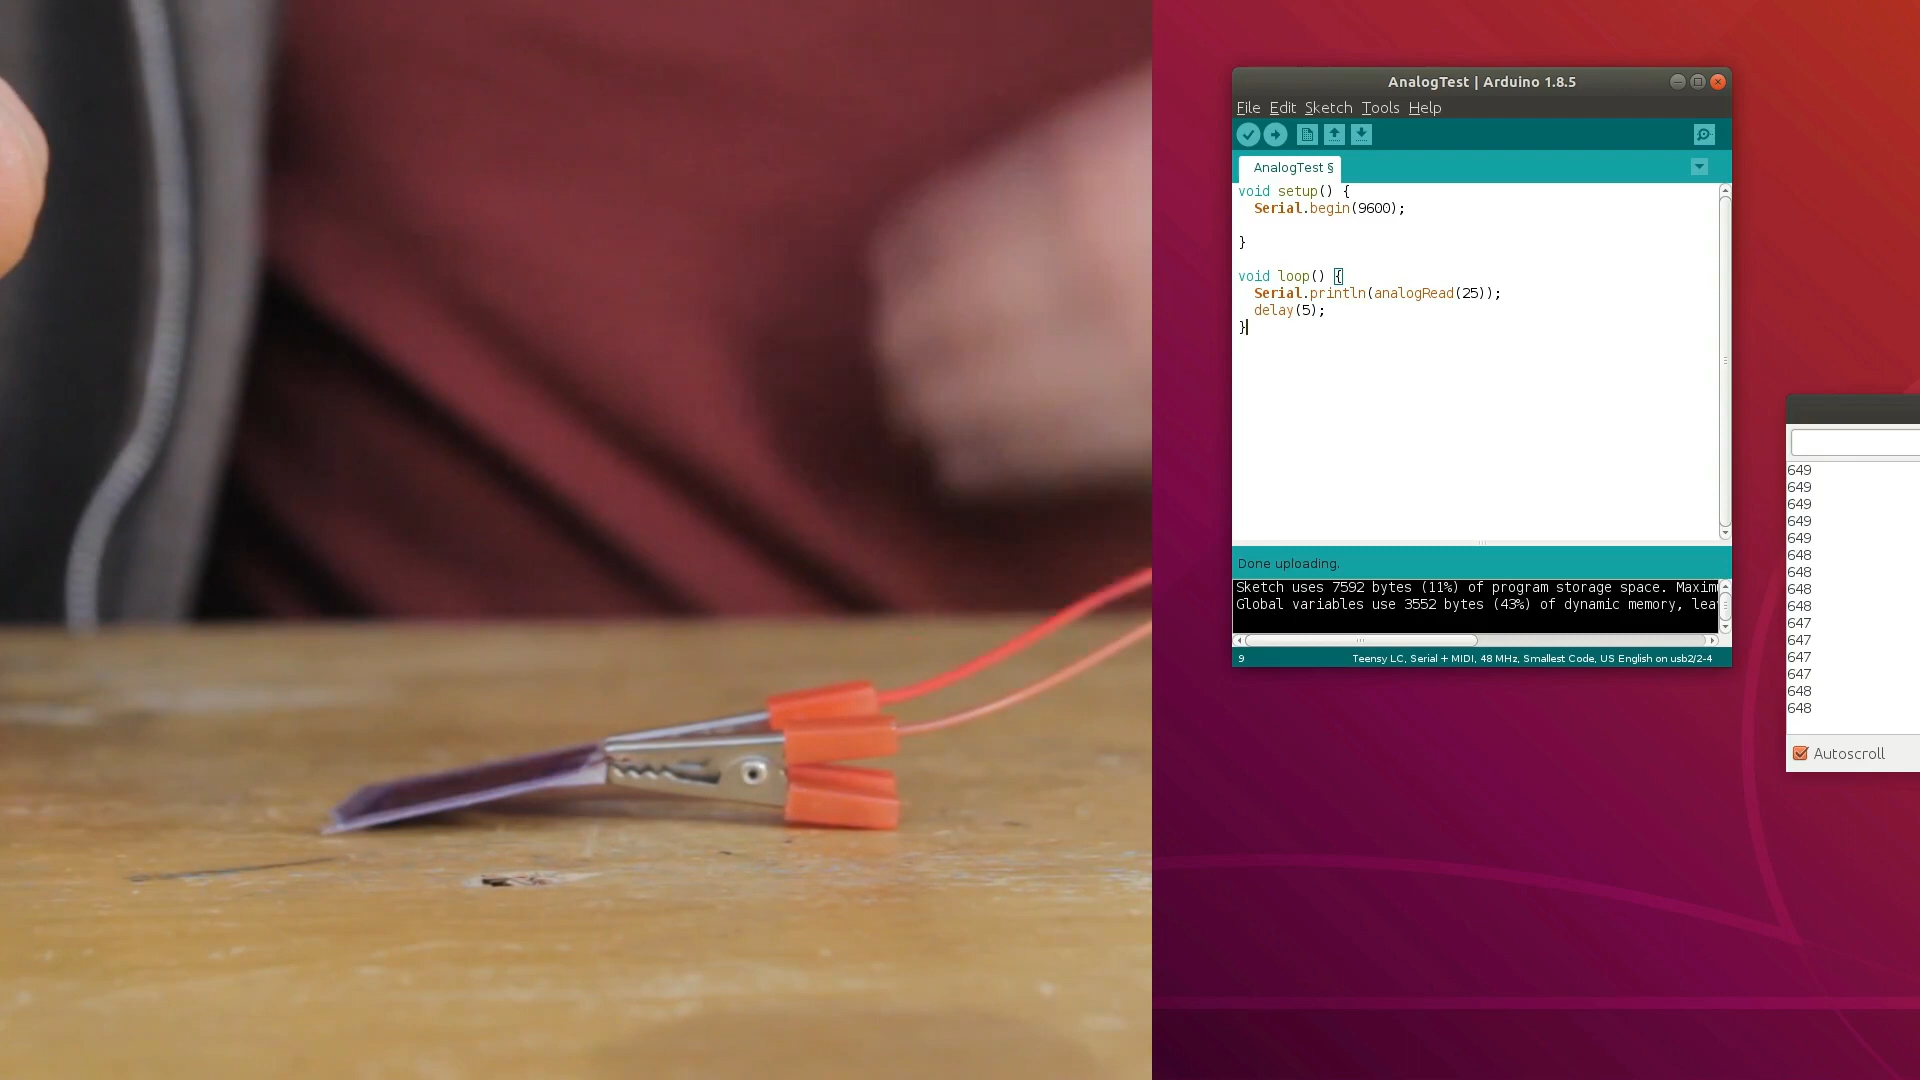 AnalogTest | Arduino 1.8.5
File Edit Sketch Tools Help
AnalogTest §
void setup() {
  Serial.begin(9600);

}

void loop() {
  Serial.println(analogRead(25));
  delay(5);
}
Done uploading.
Sketch uses 7592 bytes (11%) of program storage space. Maxim
Global variables use 3552 bytes (43%) of dynamic memory, lea
9
Teensy LC, Serial + MIDI, 48 MHz, Smallest Code, US English on usb2/2-4
649
649
649
649
649
648
648
648
648
647
647
647
647
648
648
Autoscroll